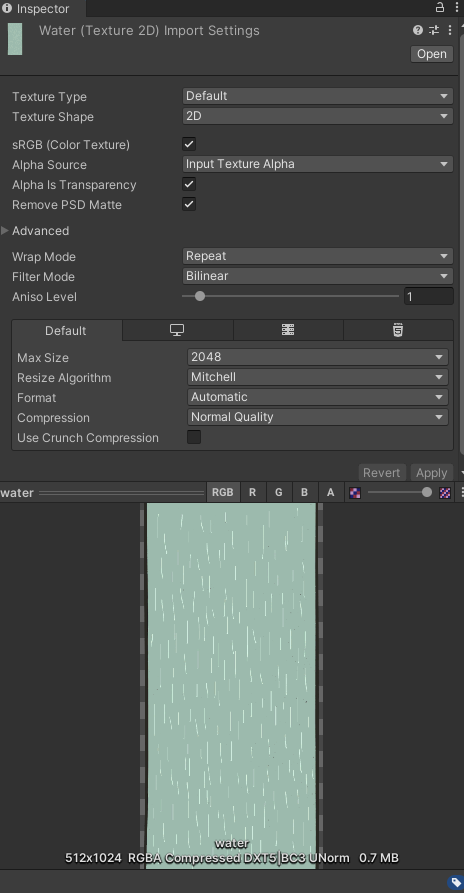 Inspector
Water (Texture 2D) Import Settings
Open
Texture Type Default
Texture Shape 2D
sRGB (Color Texture)
Alpha Source Input Texture Alpha
Alpha Is Transparency
Remove PSD Matte
Advanced
Wrap Mode Repeat
Filter Mode Bilinear
Aniso Level 1
Default
Max Size 2048
Resize Algorithm Mitchell
Format Automatic
Compression Normal Quality
Use Crunch Compression
Revert Apply
water RGB R G B A
water
512x1024 RGBA Compressed DXT5|BC3 UNorm 0.7 MB